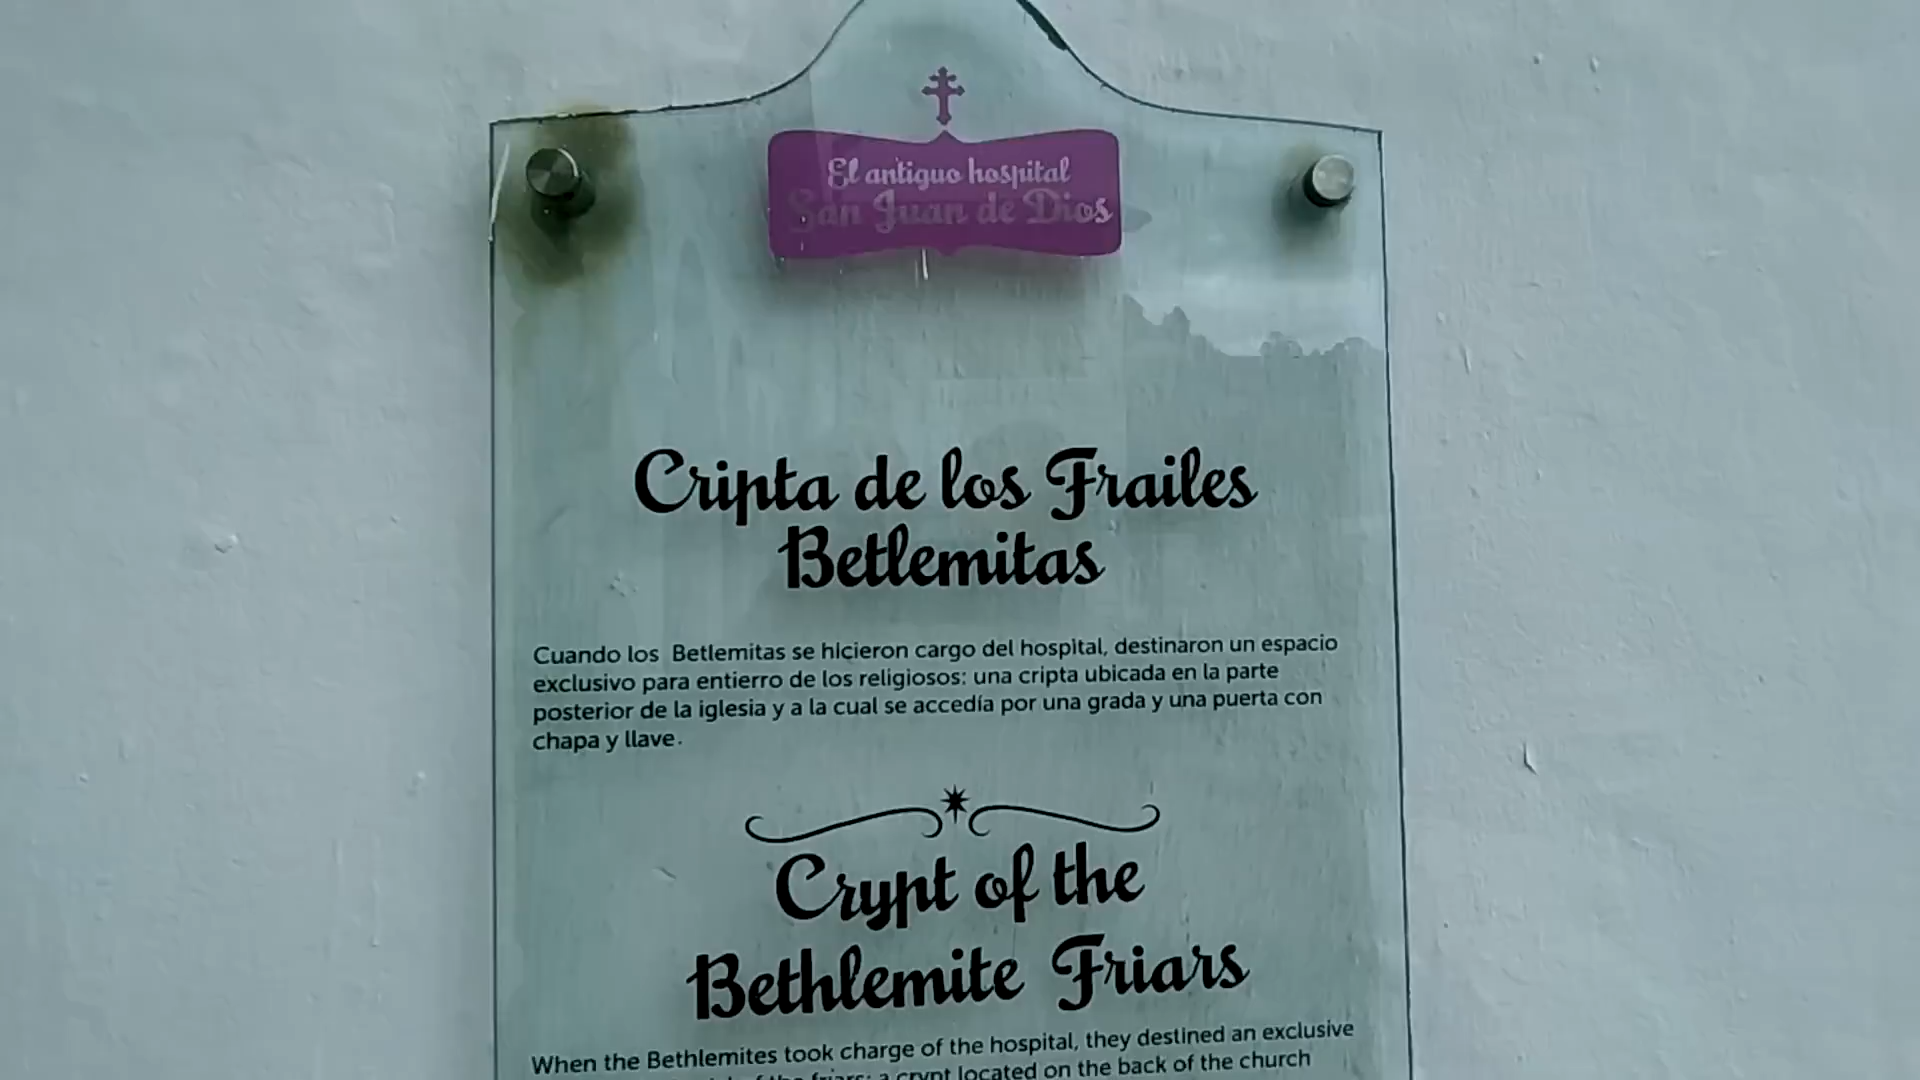 El antiguo hospital
San Juan de Dios
Cripta de los Frailes
Betlemitas
Cuando los Betlemitas se hicieron cargo del hospital, destinaron un espacio
exclusivo para entierro de los religiosos: una cripta ubicada en la parte
posterior de la iglesia y a la cual se accedía por una grada y una puerta con
chapa y llave.
Crypt of the
Bethlemite Friars
When the Bethlemites took charge of the hospital, they destined an exclusive
of the friars: a crypt located on the back of the church